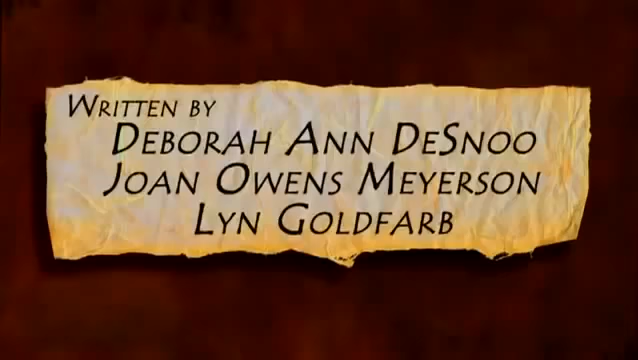 Written by
Deborah Ann DeSnoo
Joan Owens Meyerson
Lyn Goldfarb